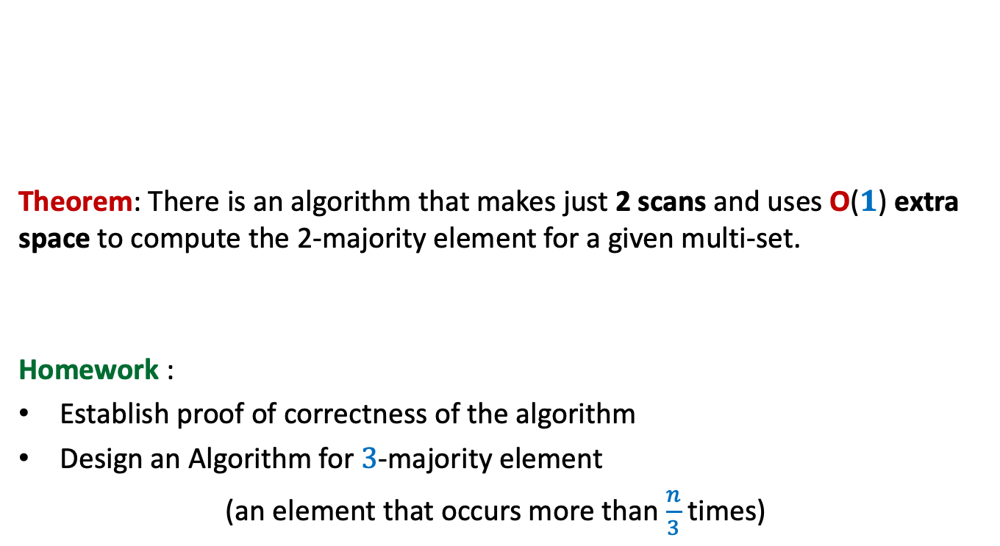 Theorem: There is an algorithm that makes just 2 scans and uses O(1) extra
space to compute the 2-majority element for a given multi-set.
Homework :
• Establish proof of correctness of the algorithm
• Design an Algorithm for 3-majority element
(an element that occurs more than n/3 times)